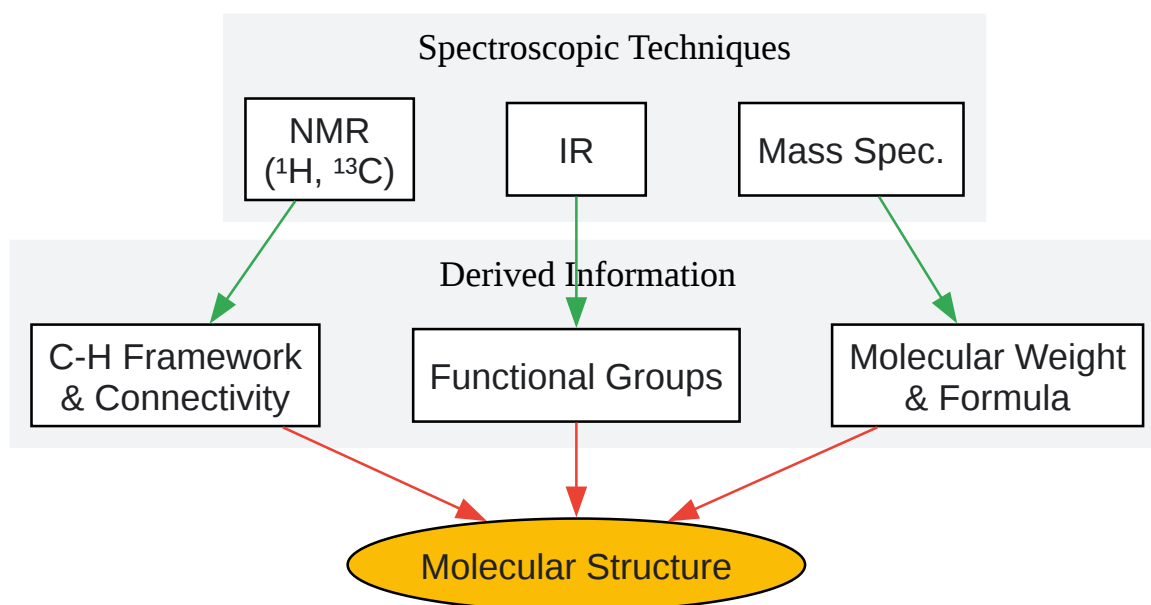 Spectroscopic Techniques
NMR
(¹H, ¹³C)
IR
Mass Spec.
Derived Information
C-H Framework
& Connectivity
Functional Groups
Molecular Weight
& Formula
Molecular Structure